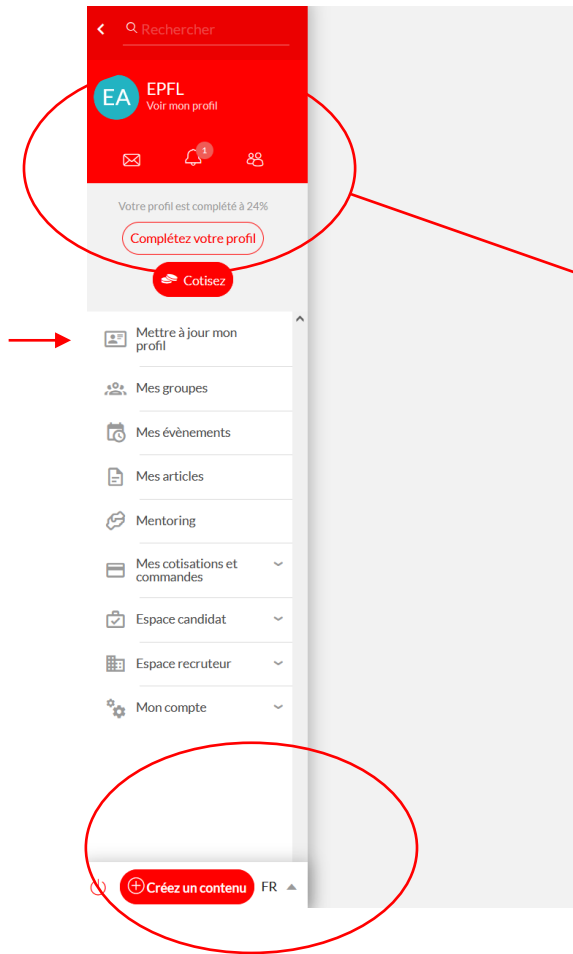 Rechercher
EA
EPFL
Voir mon profil
1
Votre profil est complété à 24%
Complétez votre profil
Cotisez
Mettre à jour mon
profil
Mes groupes
Mes évènements
Mes articles
Mentoring
Mes cotisations et
commandes
Espace candidat
Espace recruteur
Mon compte
Créez un contenu
FR